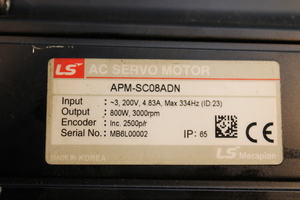 LS AC SERVO MOTOR
APM-SC08ADN
Input : ~3, 200V, 4.83A, Max 334Hz (ID:23)
Output : 800W, 3000rpm
Encoder : Inc. 2500p/r
Serial No.: MB6L00002 IP: 65
MADE IN KOREA LS Mecapion